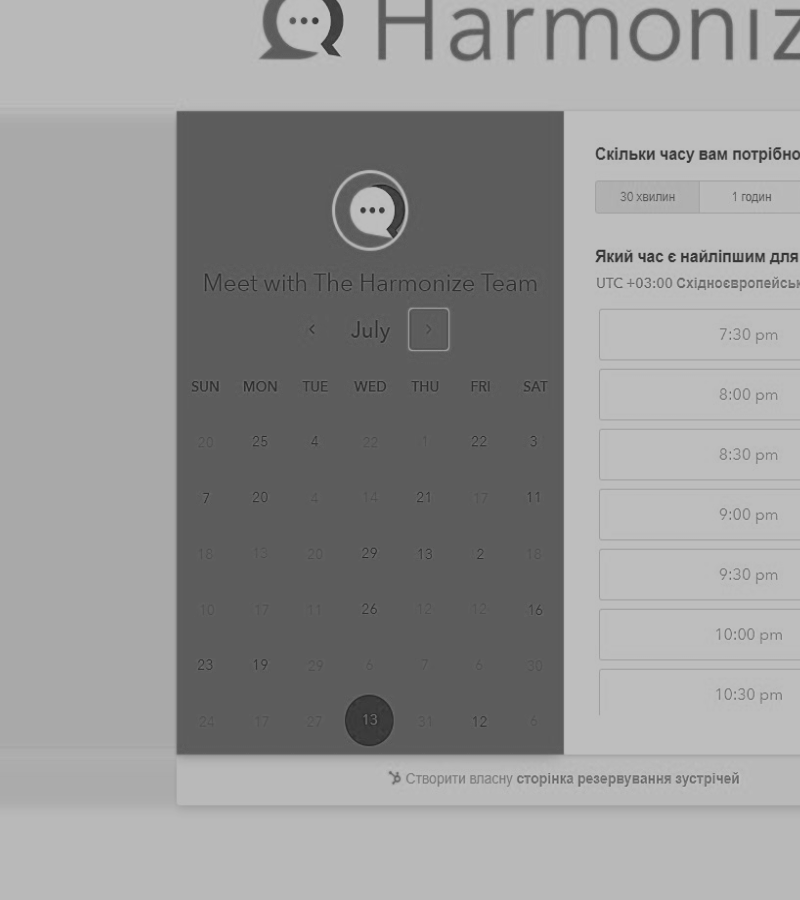 Harmoniz
Meet with The Harmonize Team
July
SUN MON TUE WED THU FRI SAT
20 25 4 22 1 22 3
7 20 4 14 21 17 11
18 13 20 29 13 2 18
10 17 11 26 12 12 16
23 19 29 6 7 6 30
24 17 27 13 31 12 6
Скільки часу вам потрібно
30 хвилин 1 годин
Який час є найліпшим для
UTC +03:00 Східноєвропейськ
7:30 pm
8:00 pm
8:30 pm
9:00 pm
9:30 pm
10:00 pm
10:30 pm
Створити власну сторінка резервування зустрічей